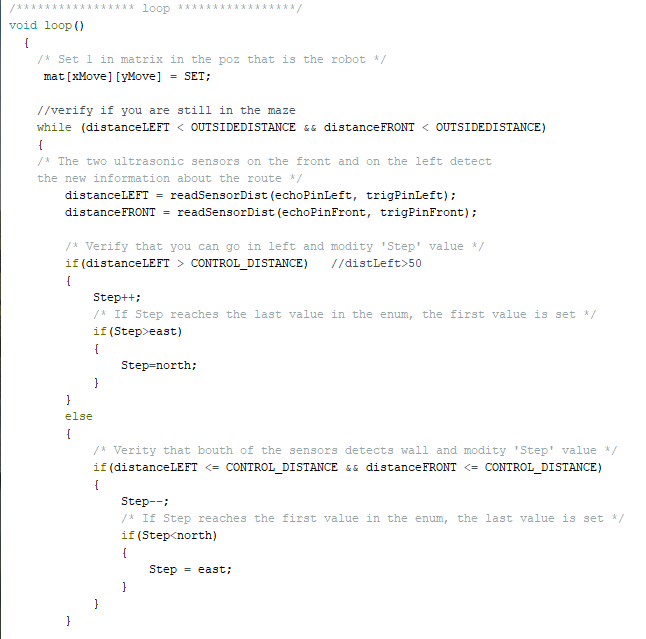 /***************** loop *****************/
void loop()
{
/* Set 1 in matrix in the poz that is the robot */
mat[xMove][yMove] = SET;
//verify if you are still in the maze
while (distanceLEFT < OUTSIDEDISTANCE && distanceFRONT < OUTSIDEDISTANCE)
{
/* The two ultrasonic sensors on the front and on the left detect
the new information about the route */
distanceLEFT = readSensorDist(echoPinLeft, trigPinLeft);
distanceFRONT = readSensorDist(echoPinFront, trigPinFront);
/* Verify that you can go in left and modity 'Step' value */
if(distanceLEFT > CONTROL_DISTANCE)   //distLeft>50
{
Step++;
/* If Step reaches the last value in the enum, the first value is set */
if(Step>east)
{
Step=north;
}
}
else
{
/* Verity that bouth of the sensors detects wall and modity 'Step' value */
if(distanceLEFT <= CONTROL_DISTANCE && distanceFRONT <= CONTROL_DISTANCE)
{
Step--;
/* If Step reaches the first value in the enum, the last value is set */
if(Step<north)
{
Step = east;
}
}
}